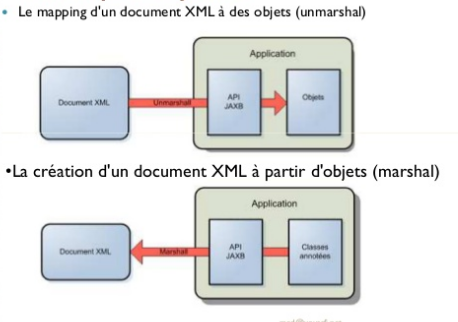 • Le mapping d'un document XML à des objets (unmarshal)
Application
Document XML
Unmarshall
API
JAXB
Objets
•La création d'un document XML à partir d'objets (marshal)
Application
Document XML
Marshall
API
JAXB
Classes
annotées